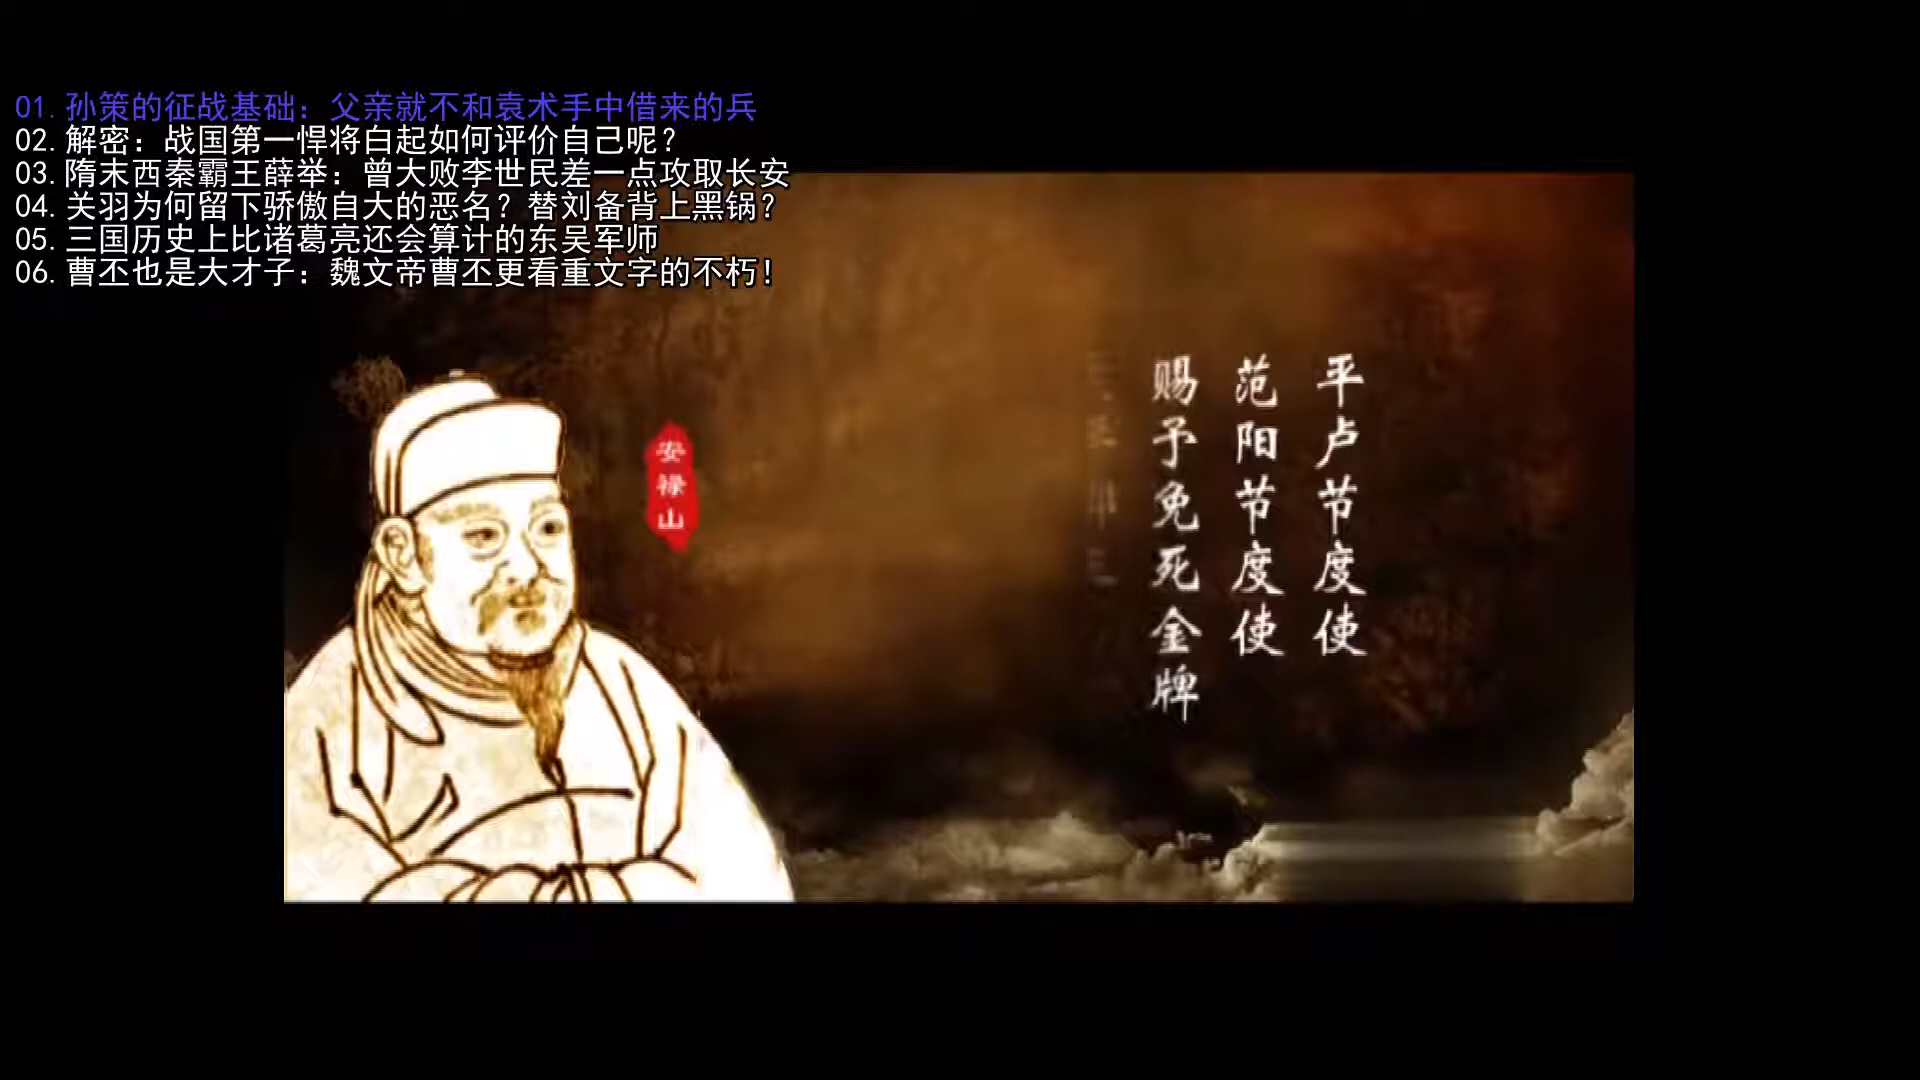 01. 孙策的征战基础：父亲就不和袁术手中借来的兵
02. 解密：战国第一悍将白起如何评价自己呢？
03. 隋末西秦霸王薛举：曾大败李世民差一点攻取长安
04. 关羽为何留下骄傲自大的恶名？替刘备背上黑锅？
05. 三国历史上比诸葛亮还会算计的东吴军师
06. 曹丕也是大才子：魏文帝曹丕更看重文字的不朽！
平卢节度使
范阳节度使
赐予免死金牌
安禄山